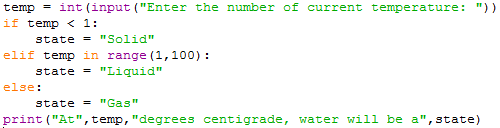 temp = int(input("Enter the number of current temperature: "))
if temp < 1:
    state = "Solid"
elif temp in range(1,100):
    state = "Liquid"
else:
    state = "Gas"
print("At",temp,"degrees centigrade, water will be a",state)